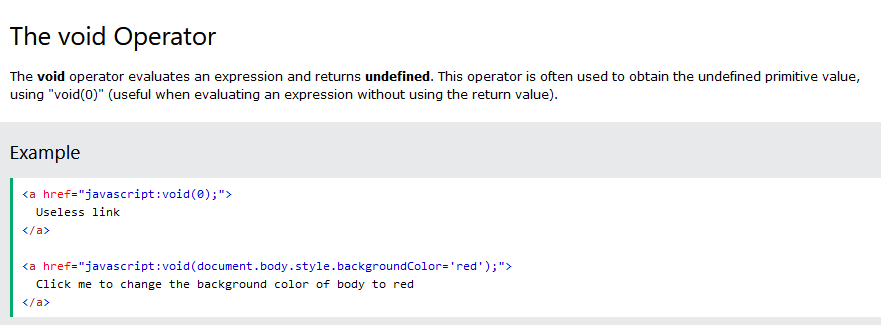 The void Operator
The void operator evaluates an expression and returns undefined. This operator is often used to obtain the undefined primitive value,
using "void(0)" (useful when evaluating an expression without using the return value).
Example
<a href="javascript:void(0);">
  Useless link
</a>
<a href="javascript:void(document.body.style.backgroundColor='red');">
  Click me to change the background color of body to red
</a>